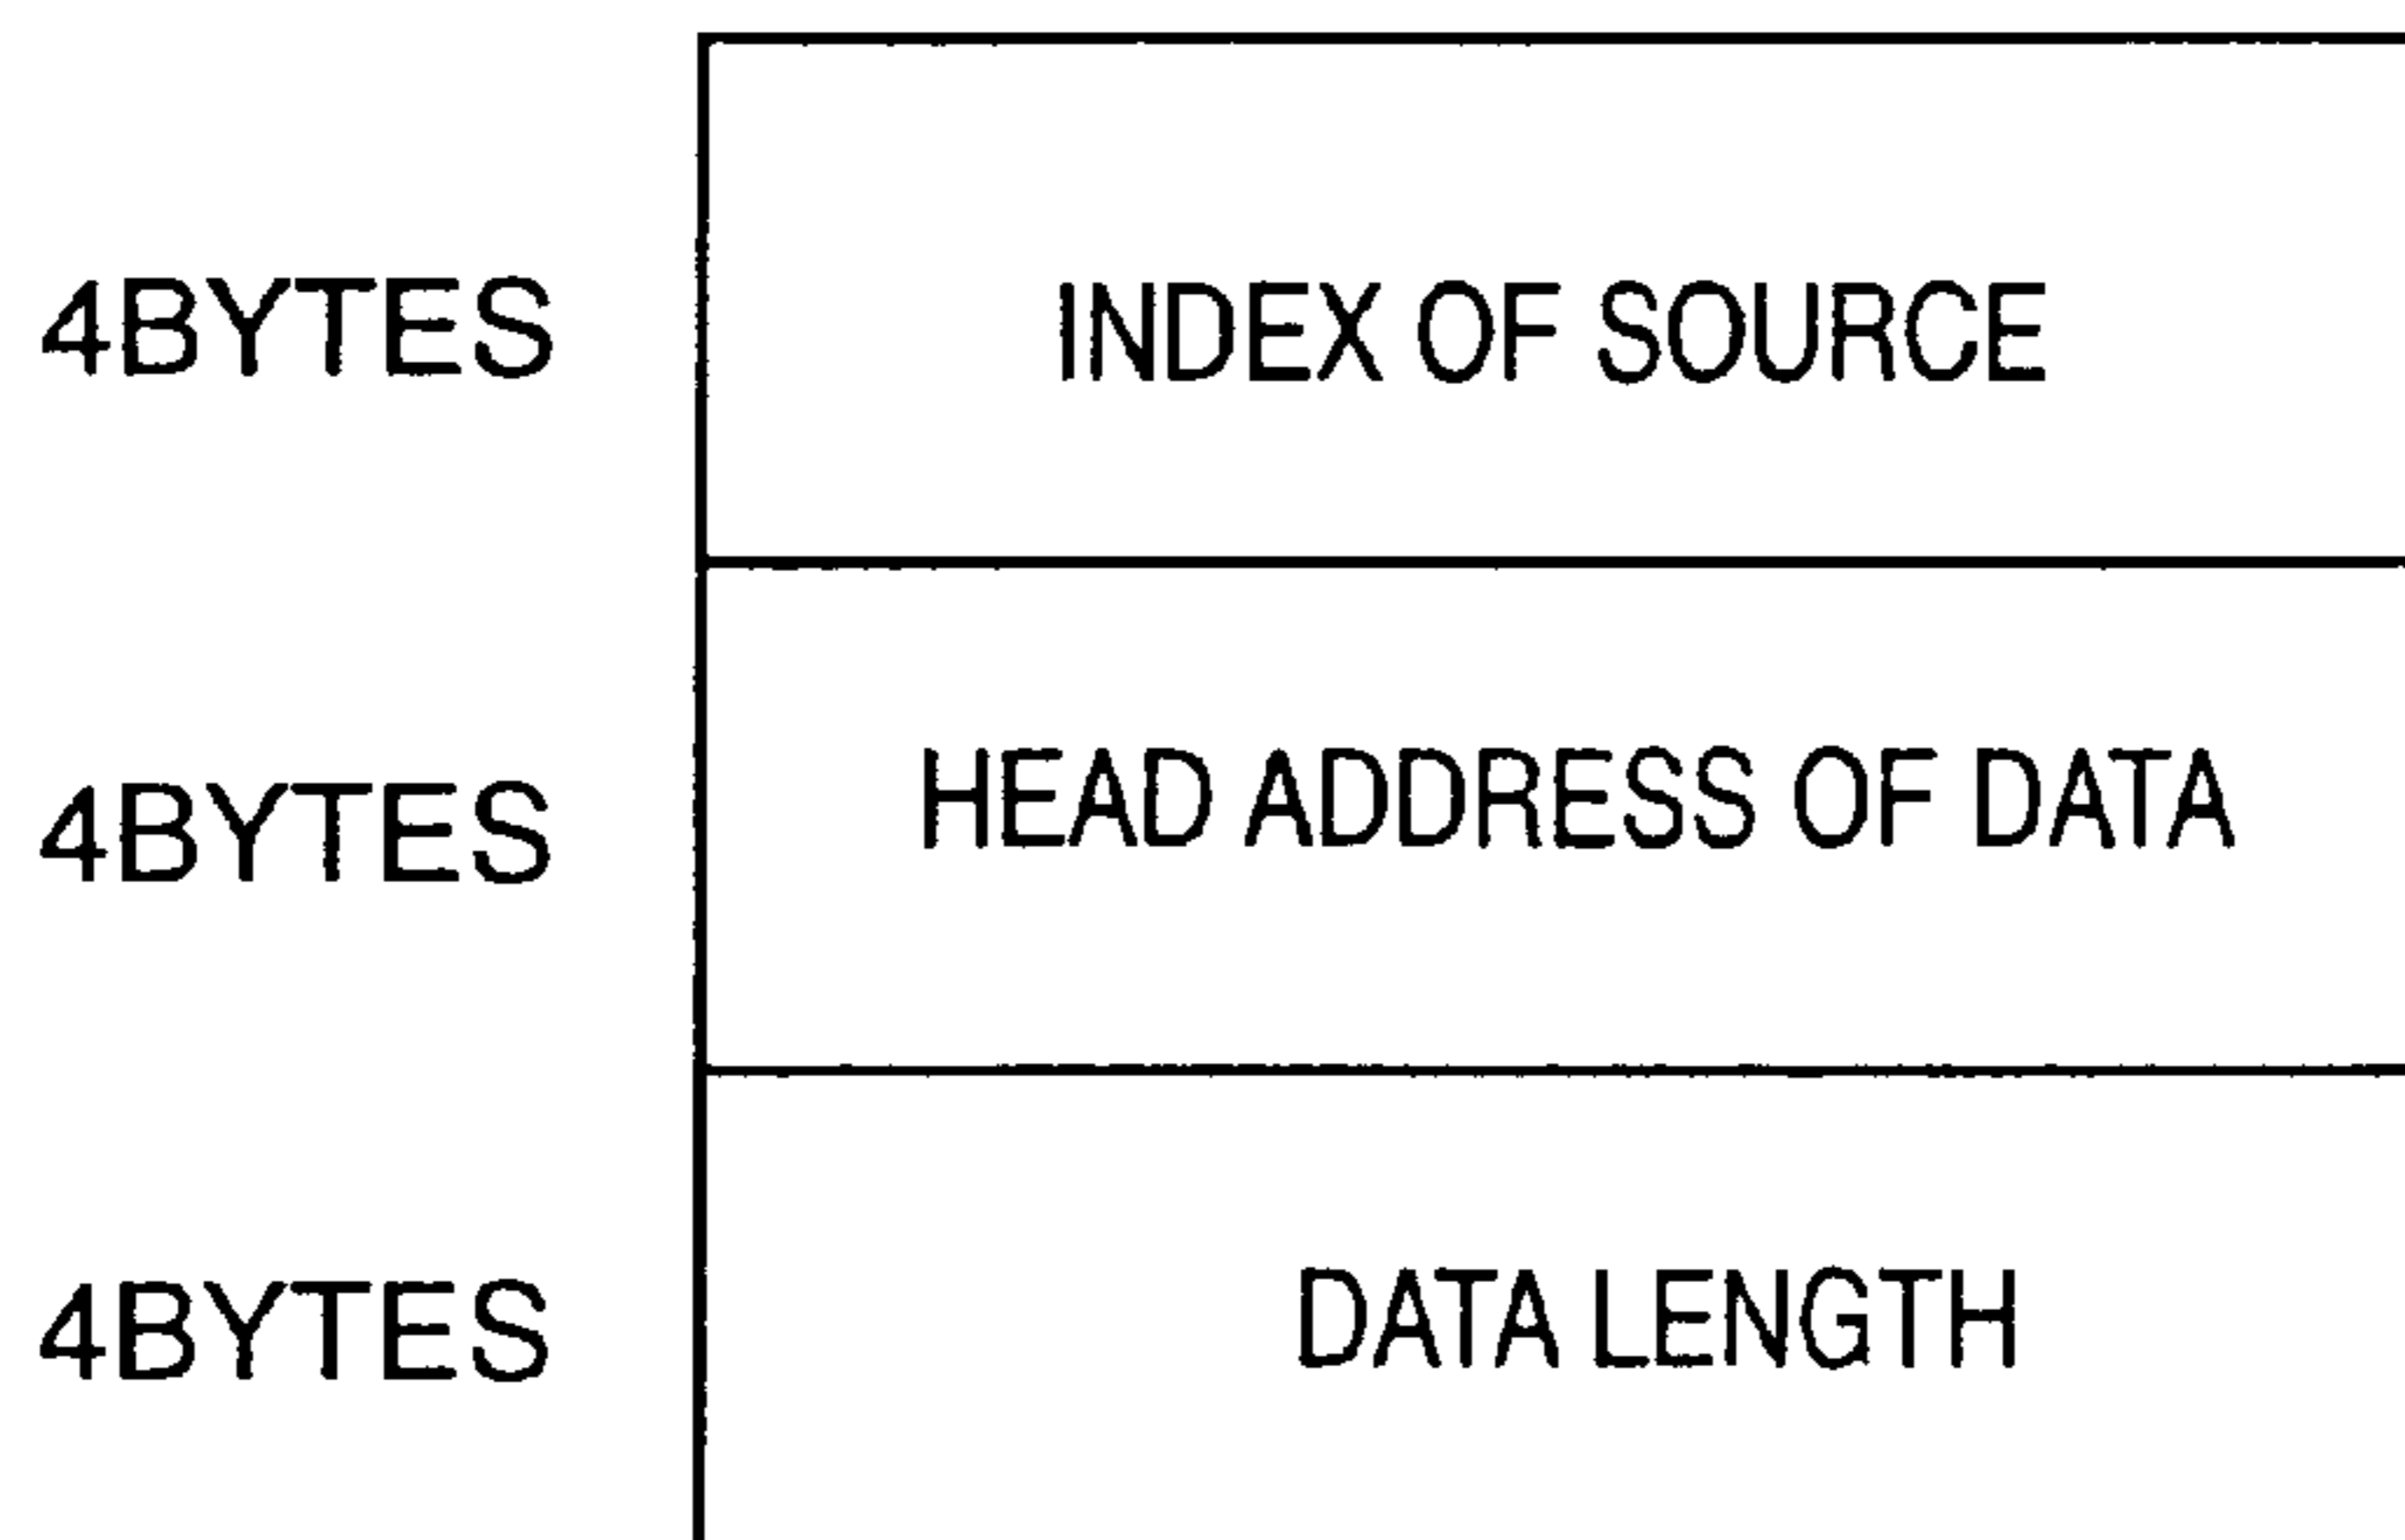 4BYTES INDEX OF SOURCE
4BYTES HEAD ADDRESS OF DATA
4BYTES DATA LENGTH